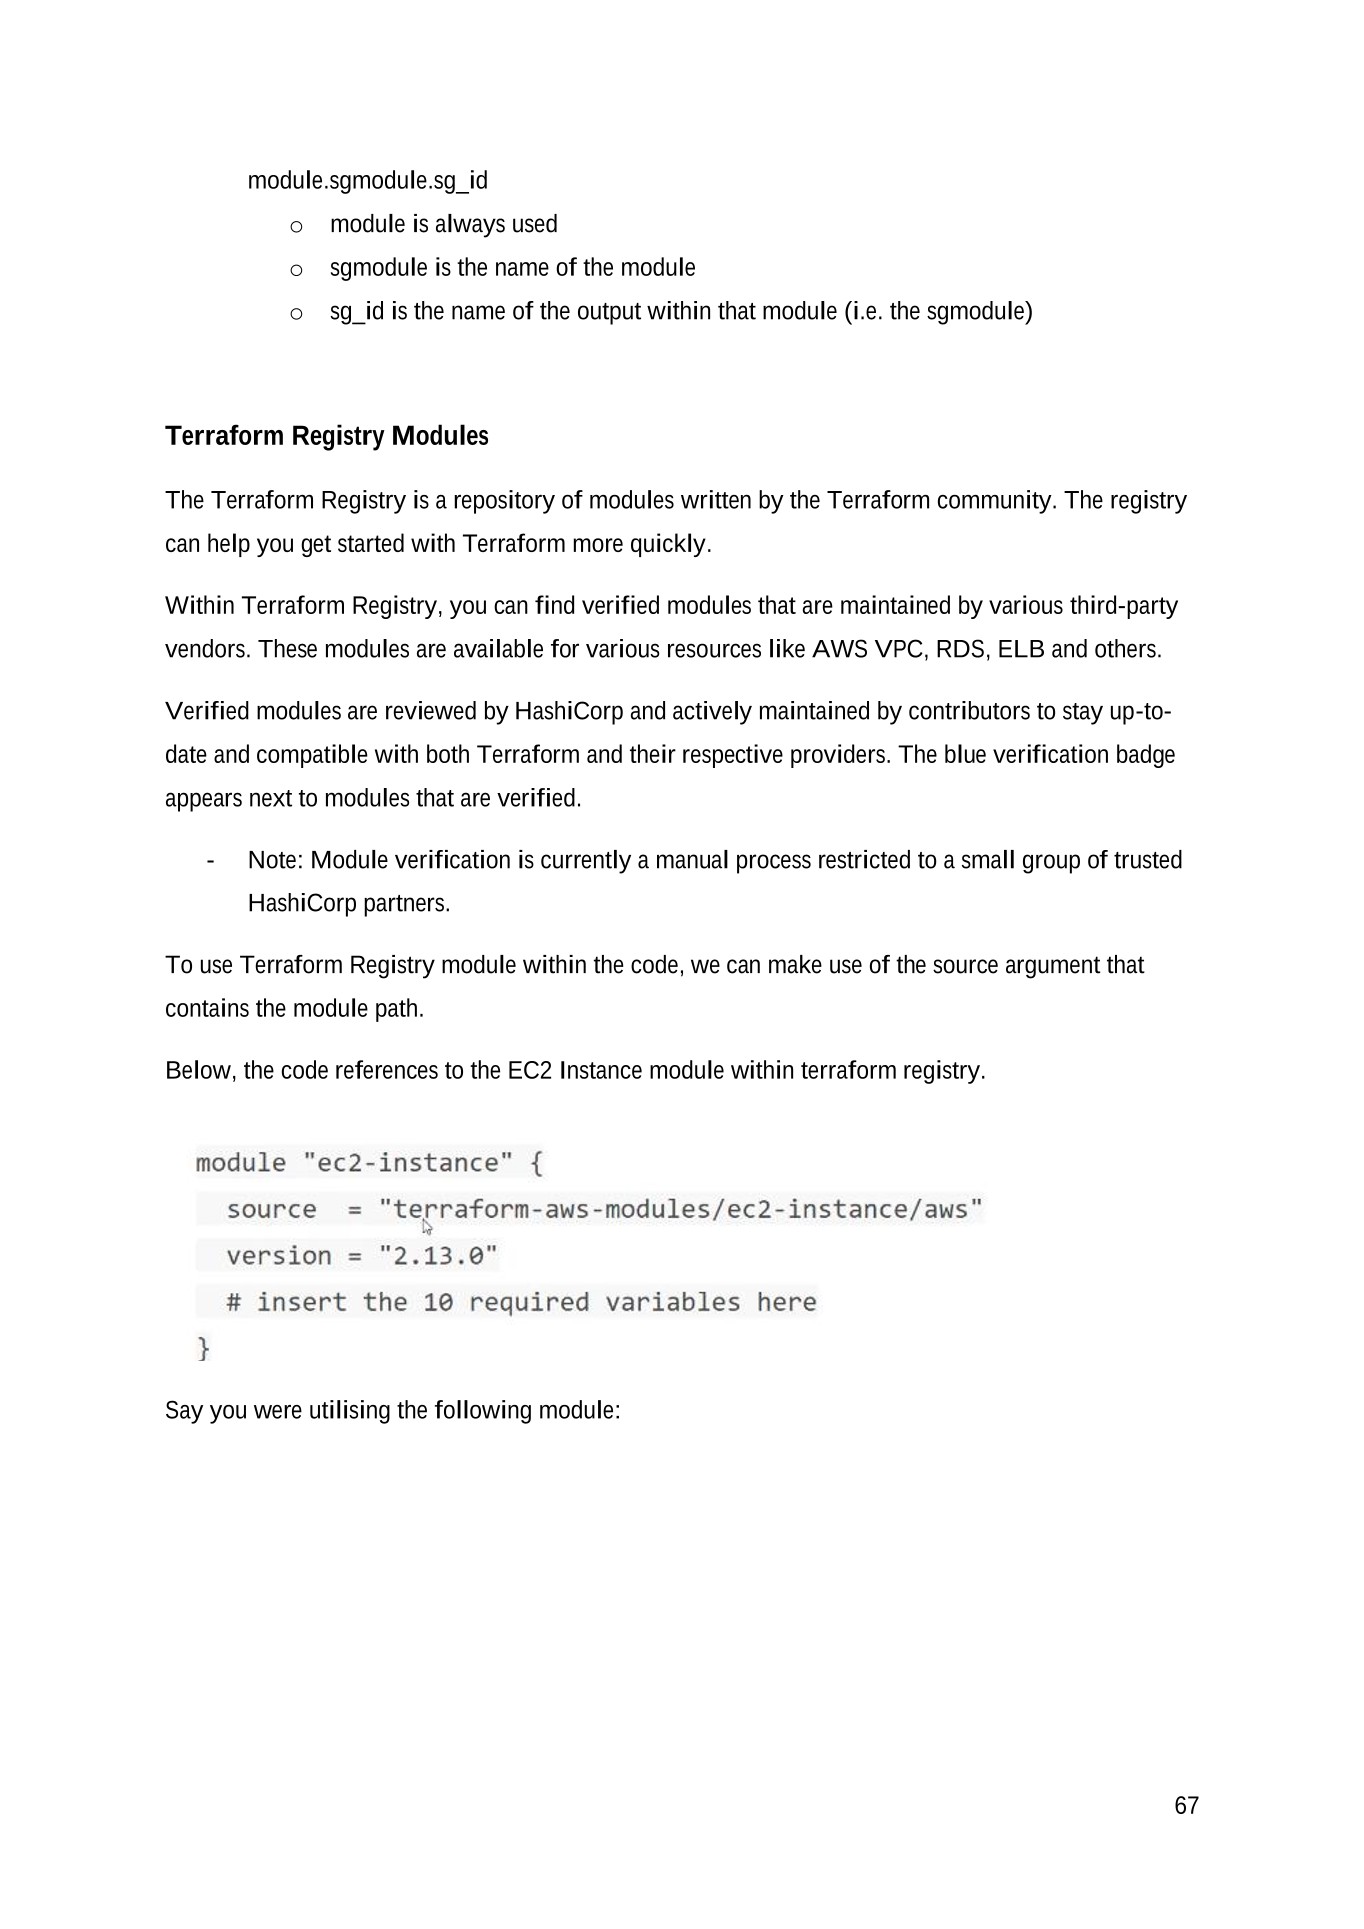 module.sgmodule.sg_id
○ module is always used
○ sgmodule is the name of the module
○ sg_id is the name of the output within that module (i.e. the sgmodule)
Terraform Registry Modules
The Terraform Registry is a repository of modules written by the Terraform community. The registry
can help you get started with Terraform more quickly.
Within Terraform Registry, you can find verified modules that are maintained by various third-party
vendors. These modules are available for various resources like AWS VPC, RDS, ELB and others.
Verified modules are reviewed by HashiCorp and actively maintained by contributors to stay up-to-
date and compatible with both Terraform and their respective providers. The blue verification badge
appears next to modules that are verified.
- Note: Module verification is currently a manual process restricted to a small group of trusted
HashiCorp partners.
To use Terraform Registry module within the code, we can make use of the source argument that
contains the module path.
Below, the code references to the EC2 Instance module within terraform registry.
module "ec2-instance" {
  source  = "terraform-aws-modules/ec2-instance/aws"
  version = "2.13.0"
  # insert the 10 required variables here
}
Say you were utilising the following module:
67